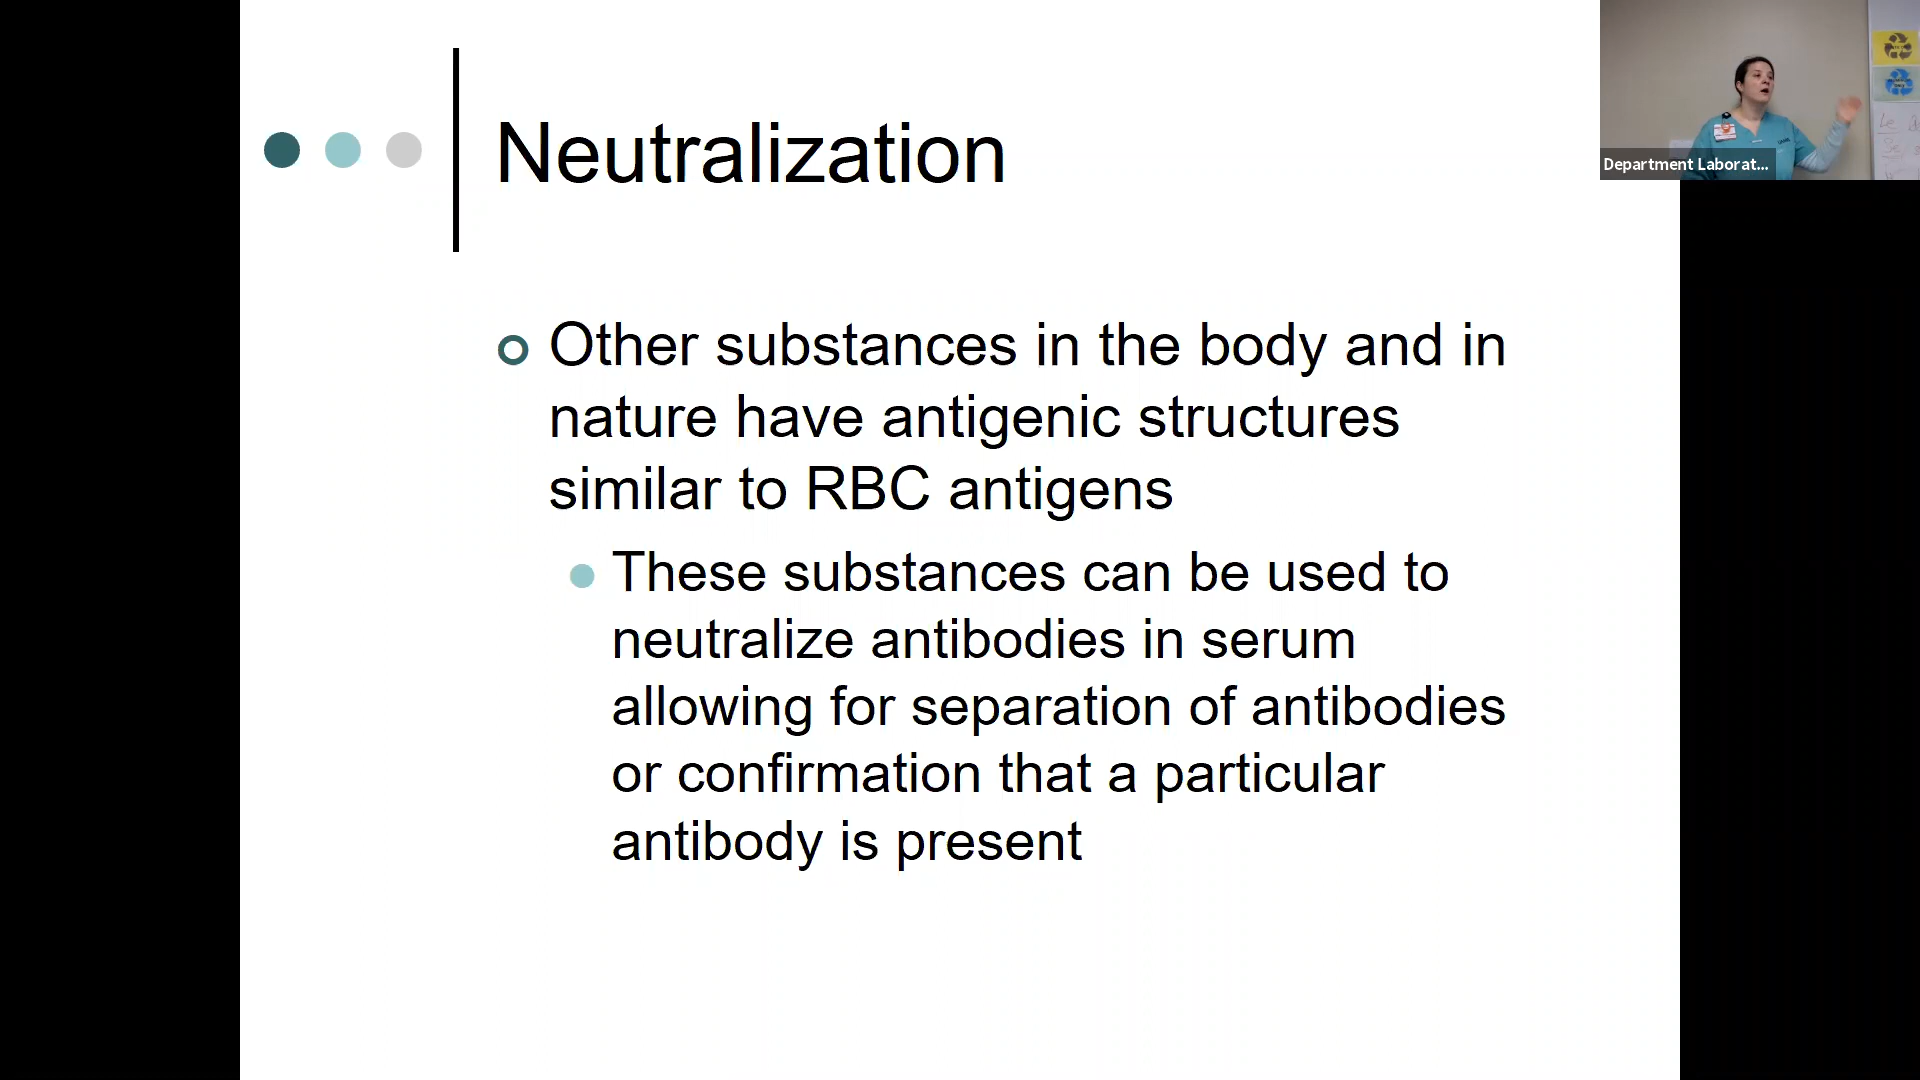 Neutralization
Other substances in the body and in
nature have antigenic structures
similar to RBC antigens
These substances can be used to
neutralize antibodies in serum
allowing for separation of antibodies
or confirmation that a particular
antibody is present
Department Laborat...